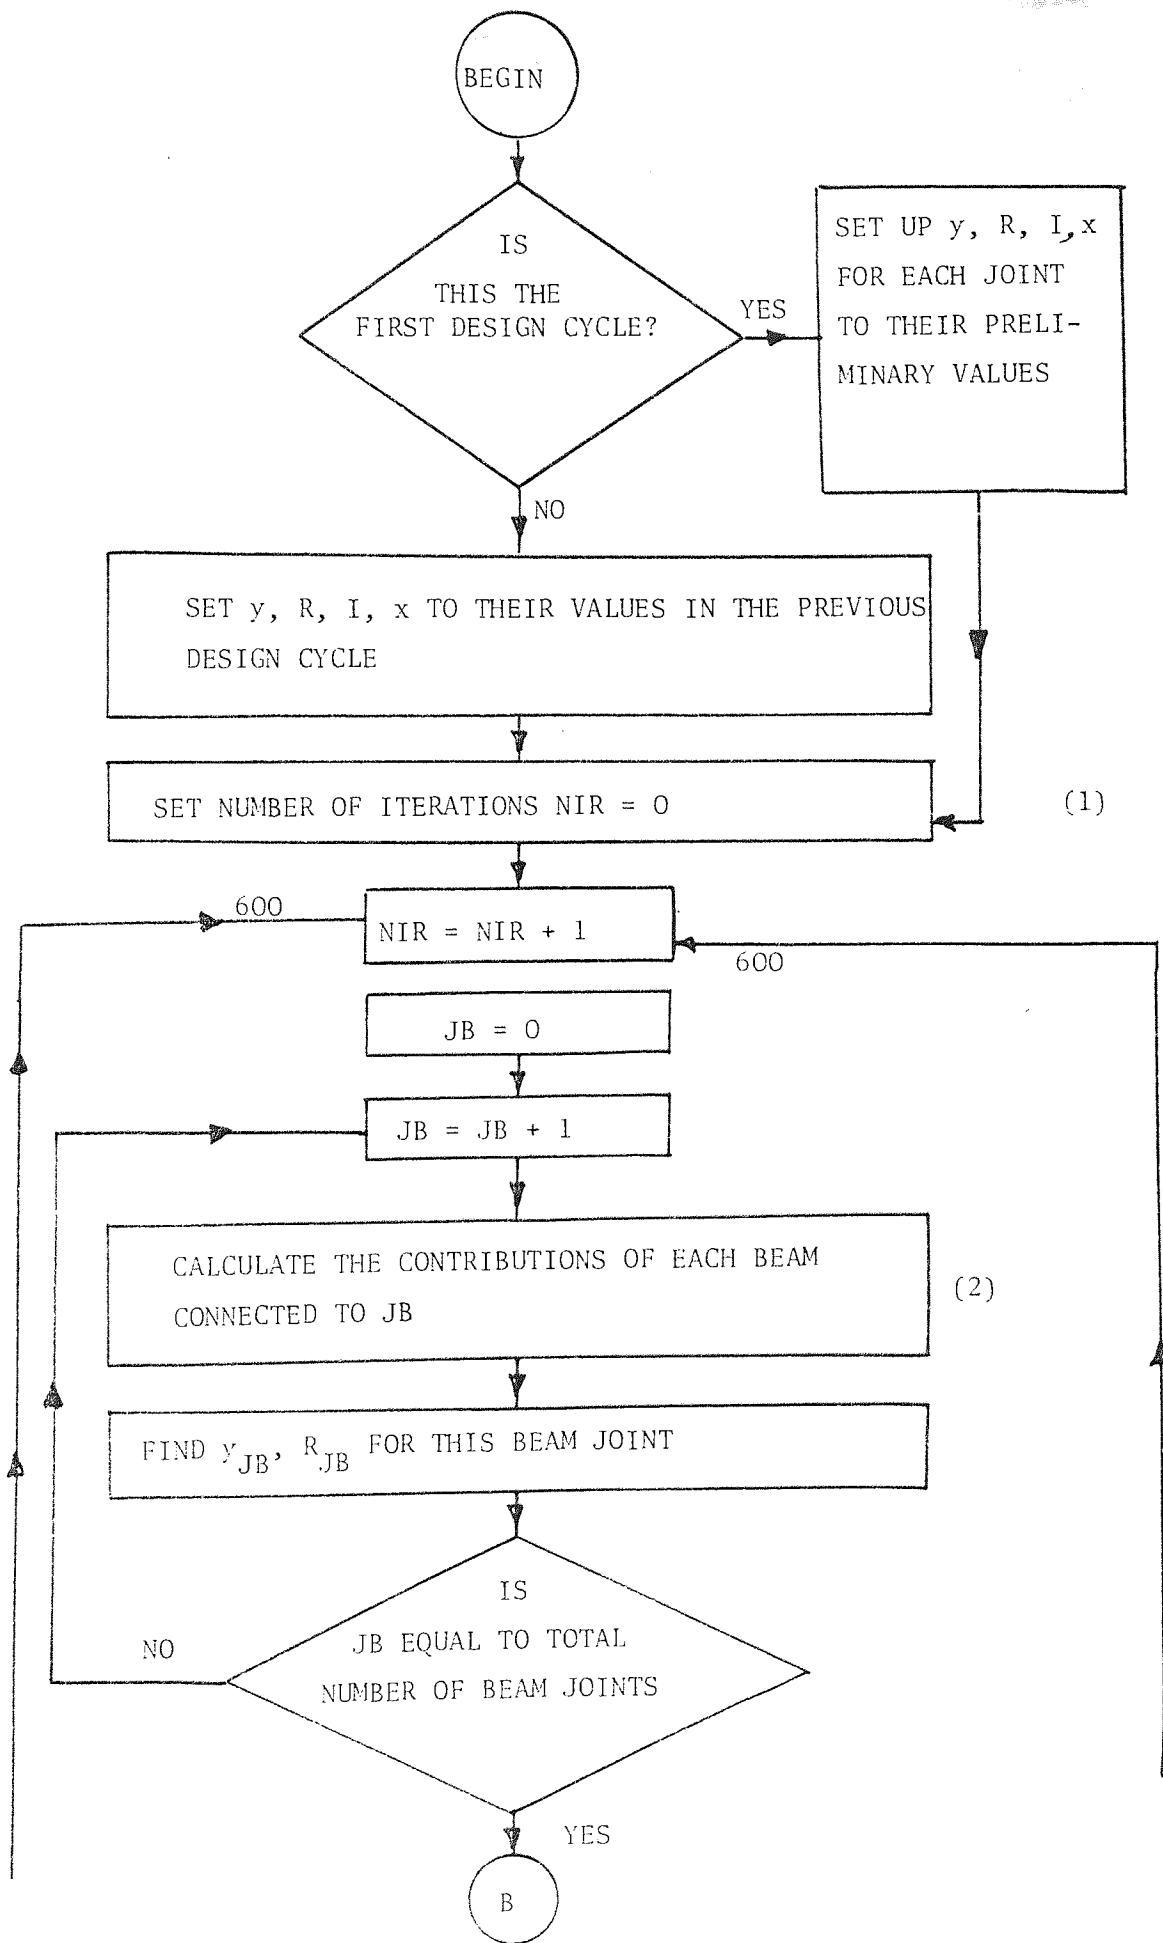 BEGIN
IS
THIS THE
FIRST DESIGN CYCLE?
YES
SET UP y, R, I, x
FOR EACH JOINT
TO THEIR PRELI-
MINARY VALUES
NO
SET y, R, I, x TO THEIR VALUES IN THE PREVIOUS
DESIGN CYCLE
SET NUMBER OF ITERATIONS NIR = 0
(1)
600
NIR = NIR + 1
600
JB = 0
JB = JB + 1
CALCULATE THE CONTRIBUTIONS OF EACH BEAM
CONNECTED TO JB
(2)
FIND y_JB, R_JB FOR THIS BEAM JOINT
IS
JB EQUAL TO TOTAL
NUMBER OF BEAM JOINTS
NO
YES
B